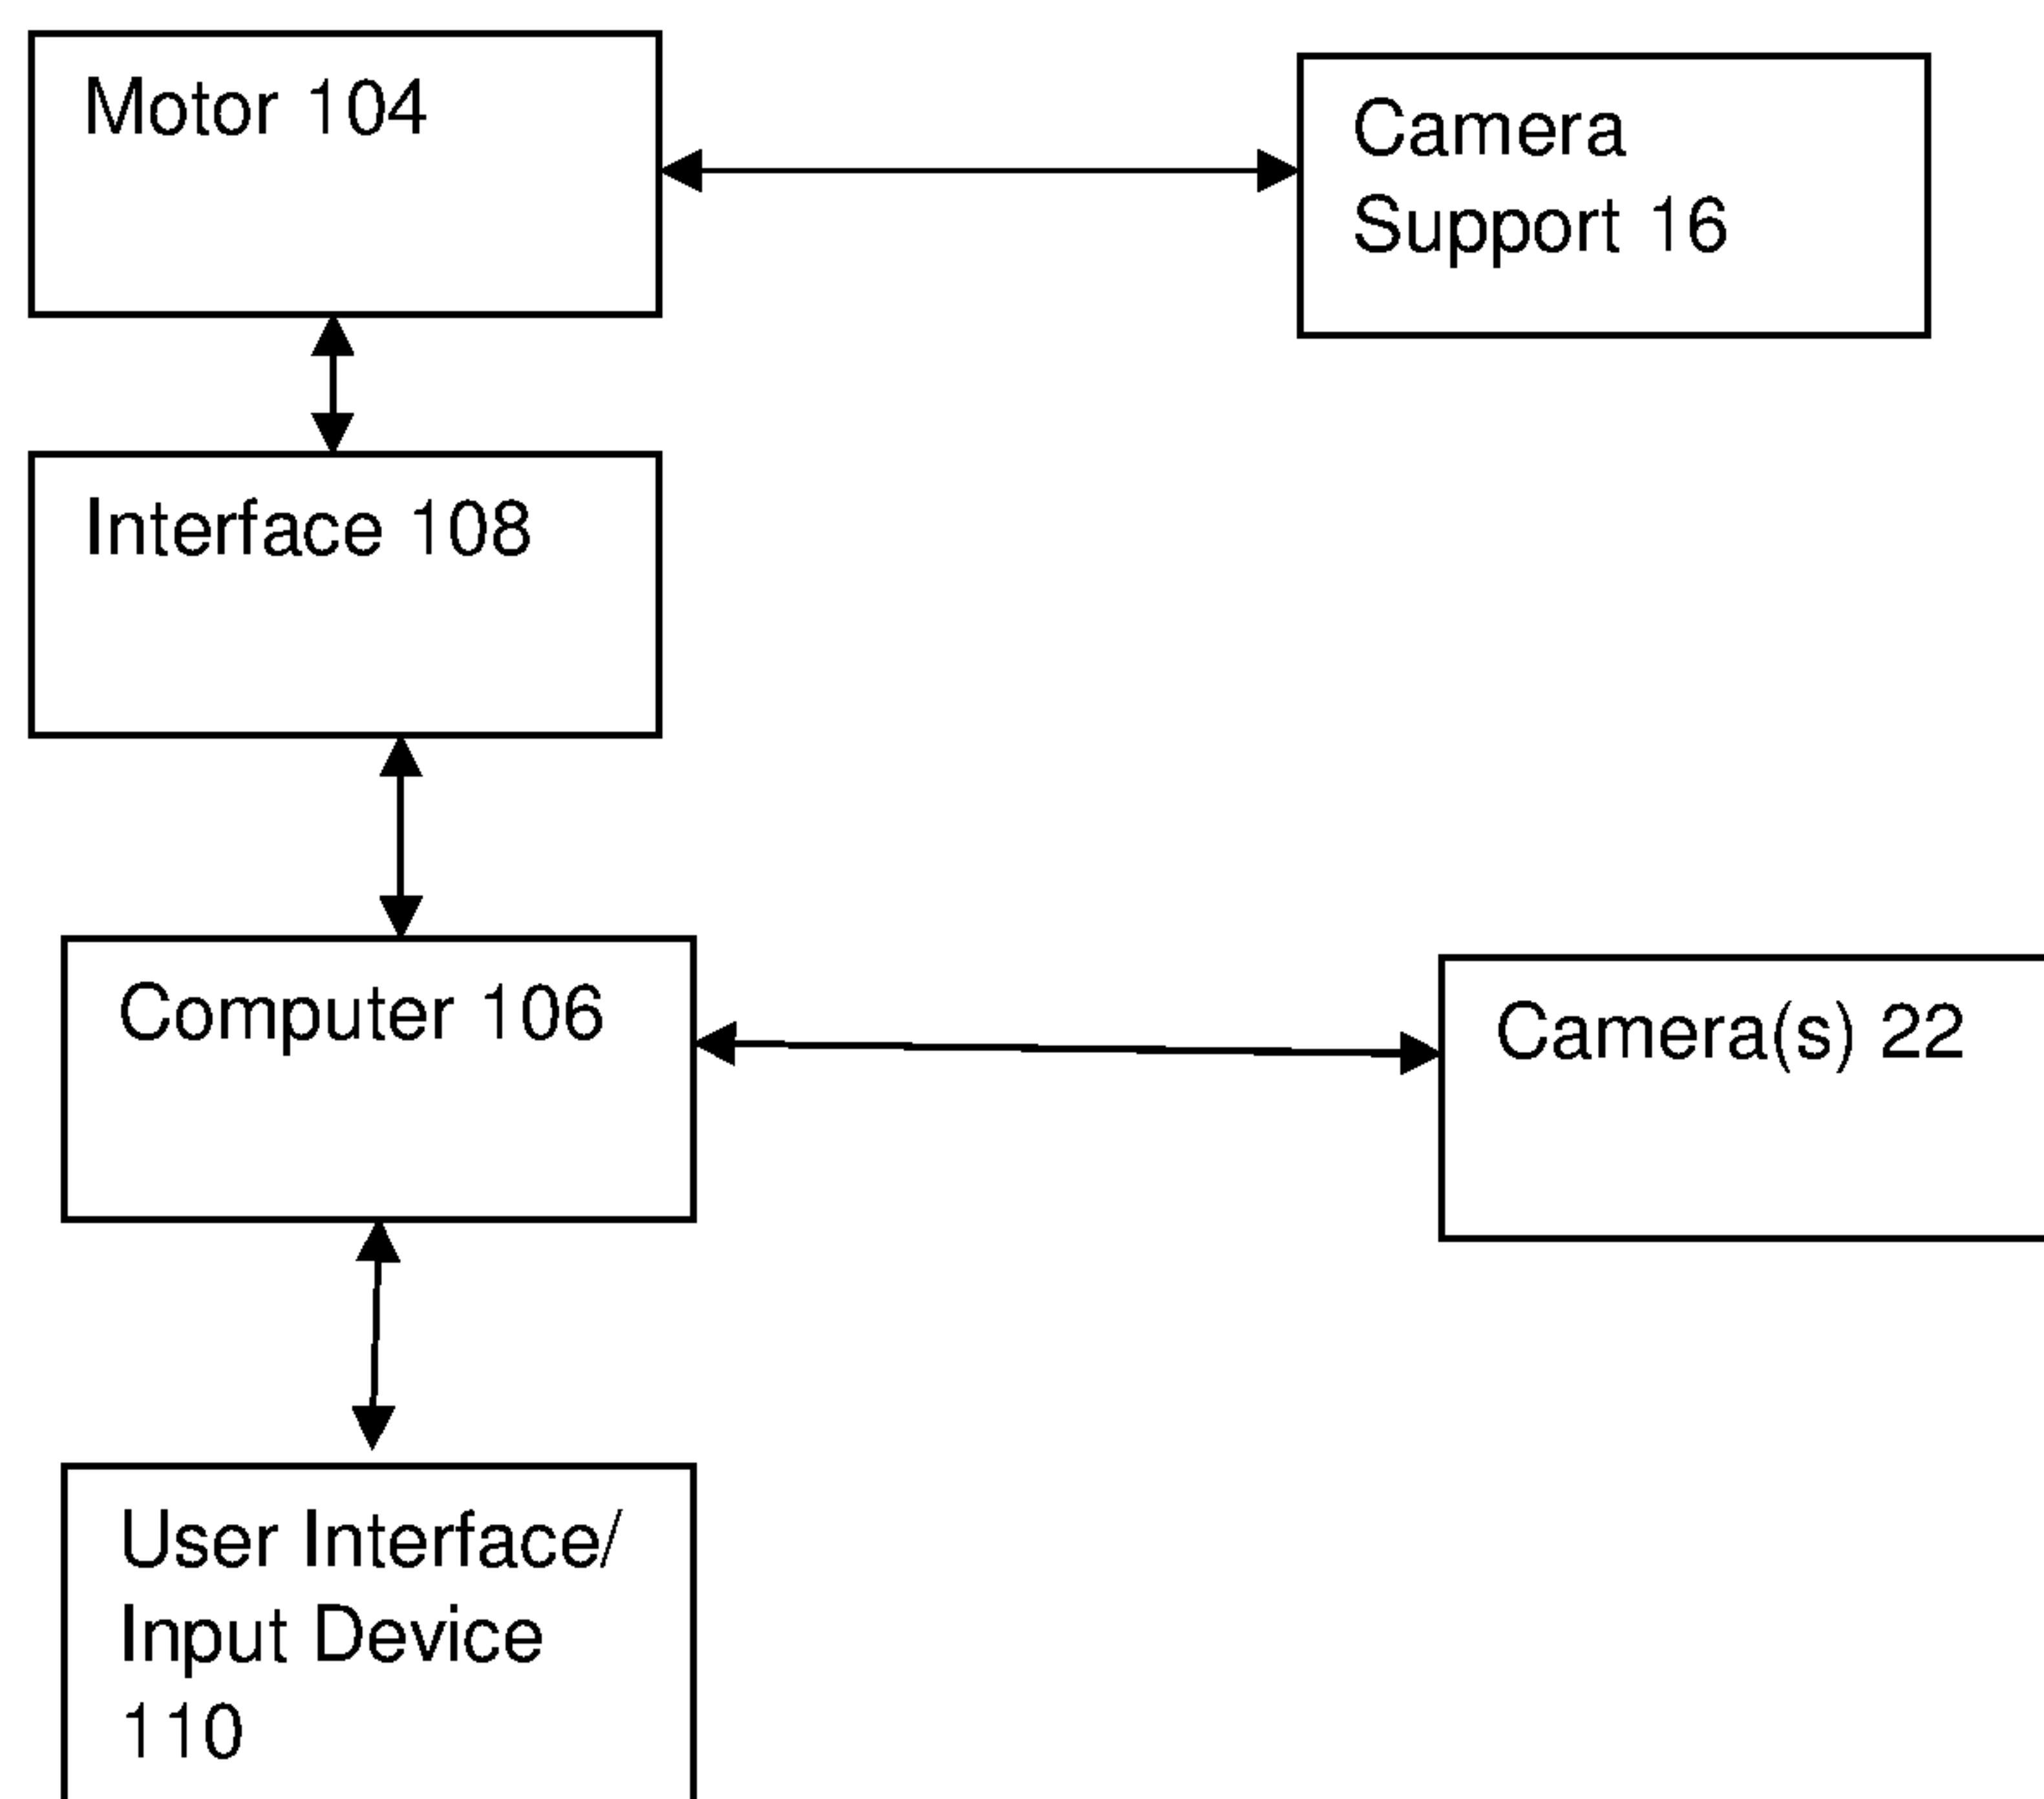 Motor 104
Camera
Support 16
Interface 108
Computer 106
Camera(s) 22
User Interface/
Input Device
110